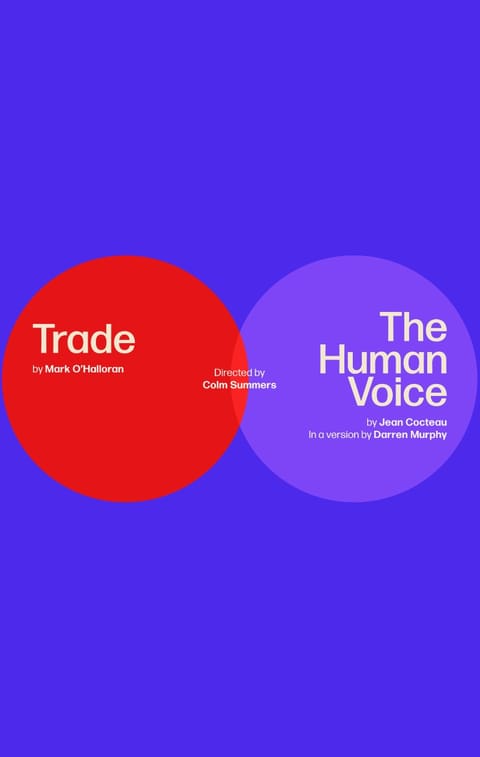 Trade
by Mark O’Halloran
Directed by
Colm Summers
The
Human
Voice
by Jean Cocteau
In a version by Darren Murphy